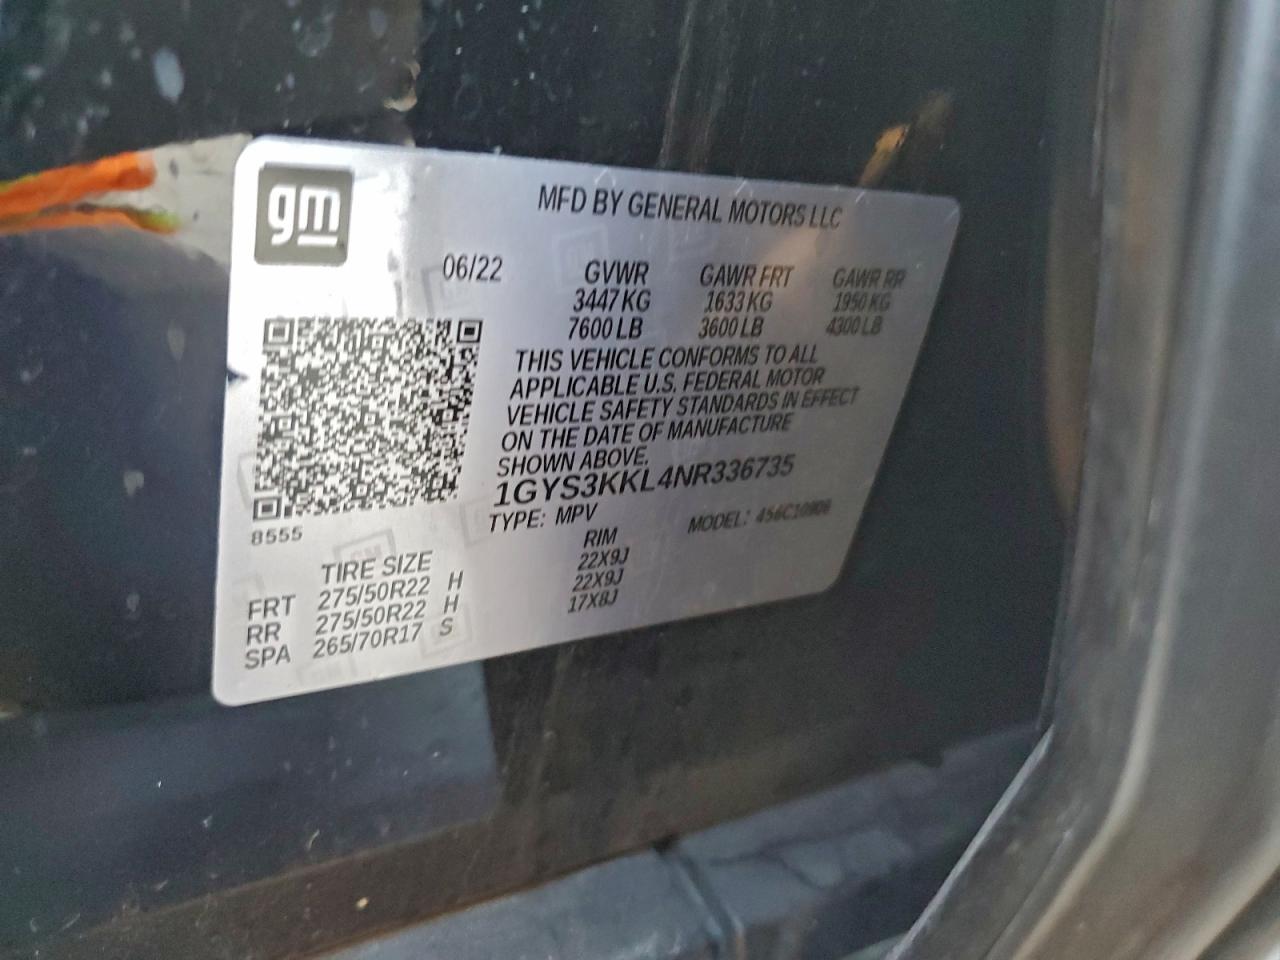 gm
MFD BY GENERAL MOTORS LLC
06/22 GVWR GAWR FRT GAWR RR
3447 KG 1633 KG 1950 KG
7600 LB 3600 LB 4300 LB
THIS VEHICLE CONFORMS TO ALL
APPLICABLE U.S. FEDERAL MOTOR
VEHICLE SAFETY STANDARDS IN EFFECT
ON THE DATE OF MANUFACTURE
SHOWN ABOVE.
1GYS3KKL4NR336735
TYPE: MPV MODEL:
8555
TIRE SIZE RIM
FRT 275/50R22 H 22X9J
RR 275/50R22 H 22X9J
SPA 265/70R17 S 17X8J